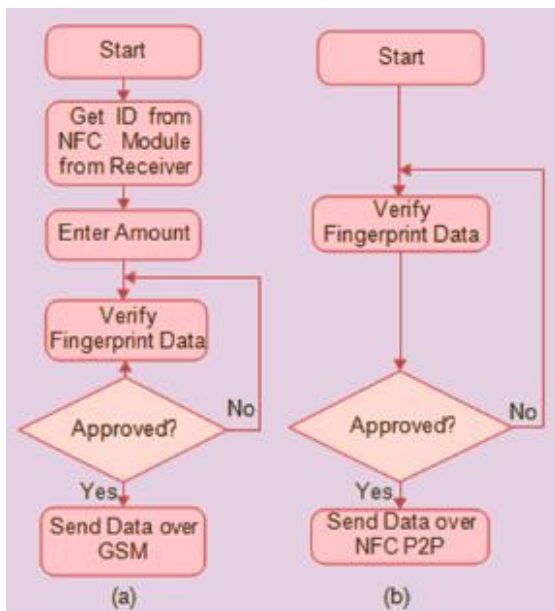 Start
Get ID from
NFC Module
from Receiver
Enter Amount
Verify
Fingerprint Data
Approved?
No
Yes
Send Data over
GSM
(a)
Start
Verify
Fingerprint Data
Approved?
No
Yes
Send Data over
NFC P2P
(b)